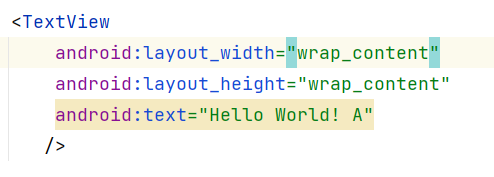 <TextView
    android:layout_width="wrap_content"
    android:layout_height="wrap_content"
    android:text="Hello World! A"
   />